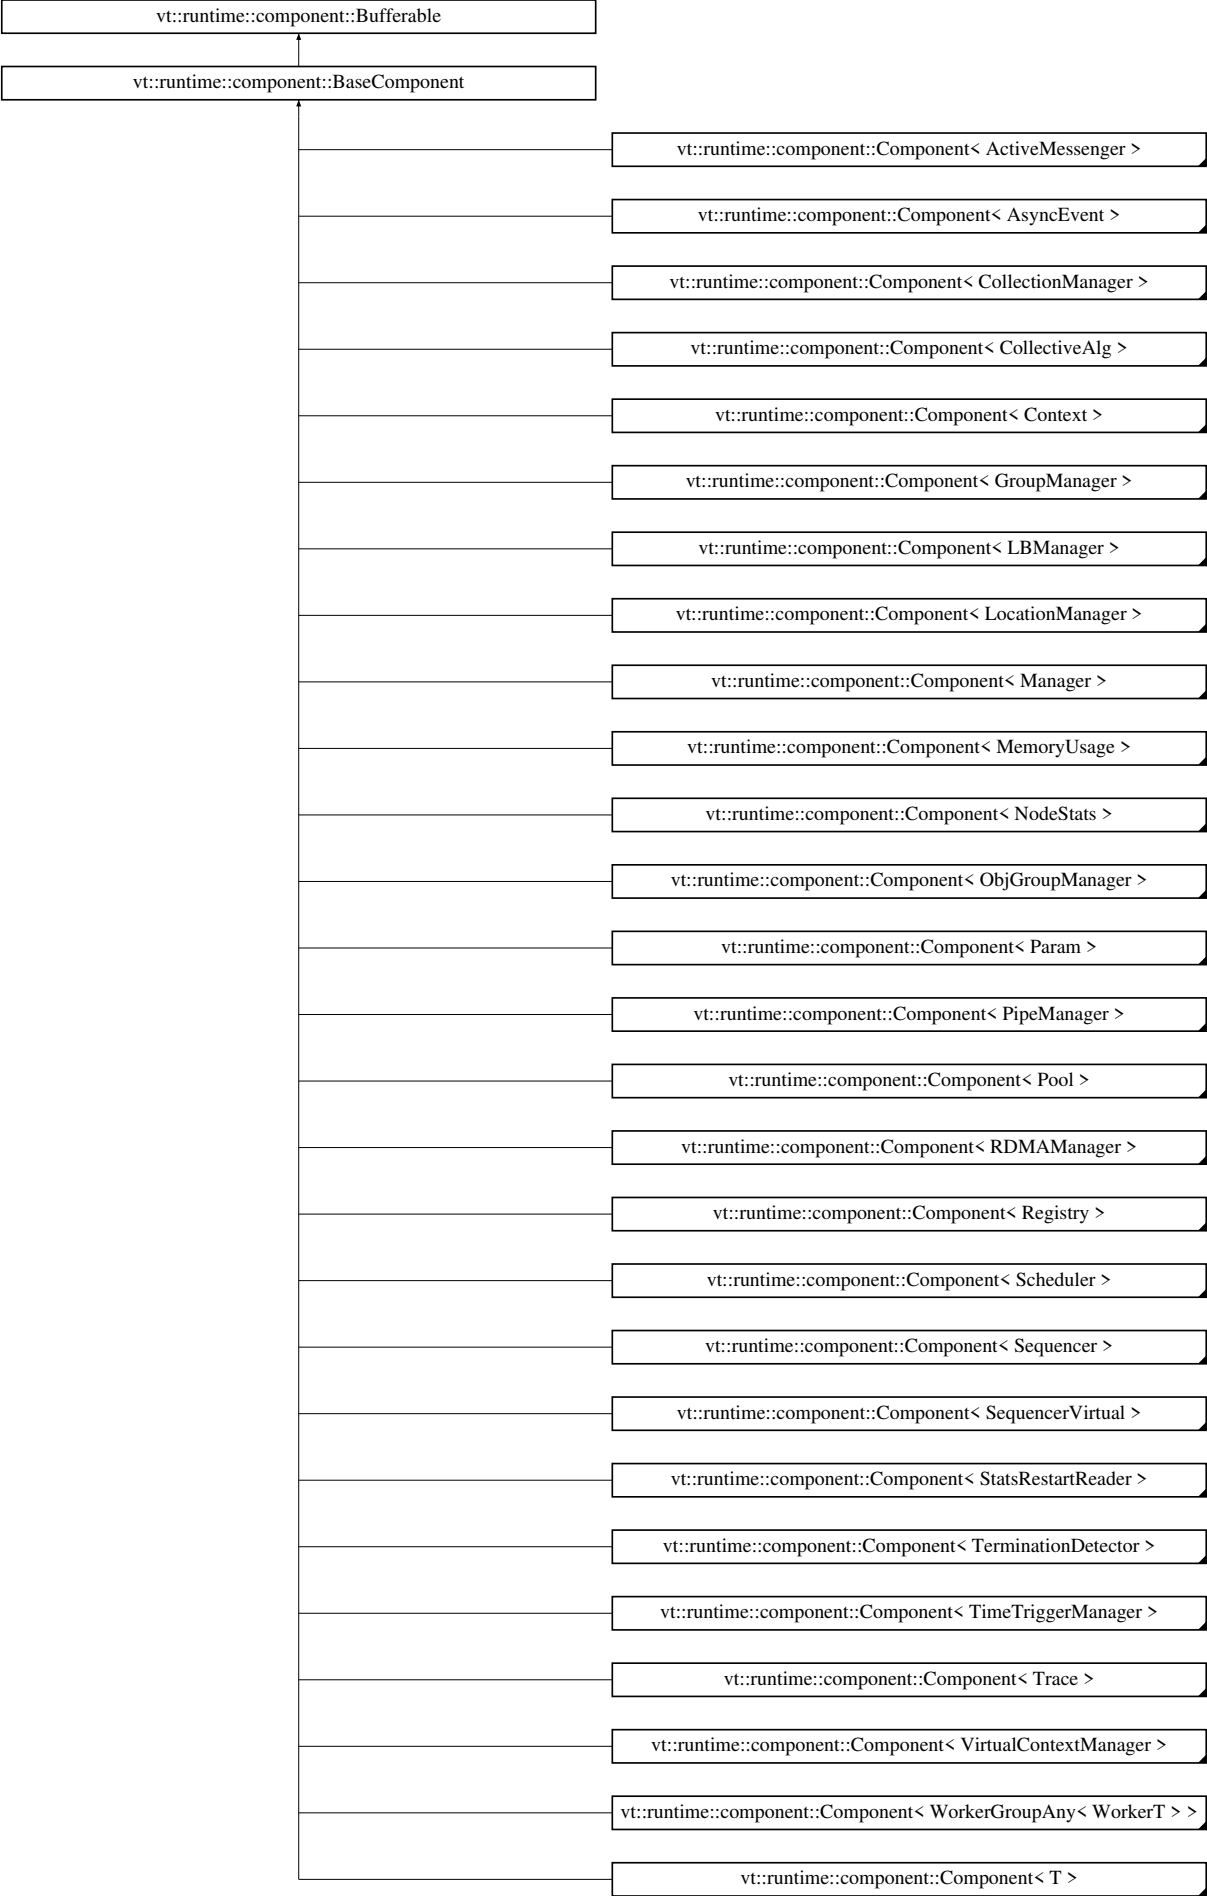 vt::runtime::component::Bufferable
vt::runtime::component::BaseComponent
vt::runtime::component::Component< ActiveMessenger >
vt::runtime::component::Component< AsyncEvent >
vt::runtime::component::Component< CollectionManager >
vt::runtime::component::Component< CollectiveAlg >
vt::runtime::component::Component< Context >
vt::runtime::component::Component< GroupManager >
vt::runtime::component::Component< LBManager >
vt::runtime::component::Component< LocationManager >
vt::runtime::component::Component< Manager >
vt::runtime::component::Component< MemoryUsage >
vt::runtime::component::Component< NodeStats >
vt::runtime::component::Component< ObjGroupManager >
vt::runtime::component::Component< Param >
vt::runtime::component::Component< PipeManager >
vt::runtime::component::Component< Pool >
vt::runtime::component::Component< RDMAManager >
vt::runtime::component::Component< Registry >
vt::runtime::component::Component< Scheduler >
vt::runtime::component::Component< Sequencer >
vt::runtime::component::Component< SequencerVirtual >
vt::runtime::component::Component< StatsRestartReader >
vt::runtime::component::Component< TerminationDetector >
vt::runtime::component::Component< TimeTriggerManager >
vt::runtime::component::Component< Trace >
vt::runtime::component::Component< VirtualContextManager >
vt::runtime::component::Component< WorkerGroupAny< WorkerT > >
vt::runtime::component::Component< T >